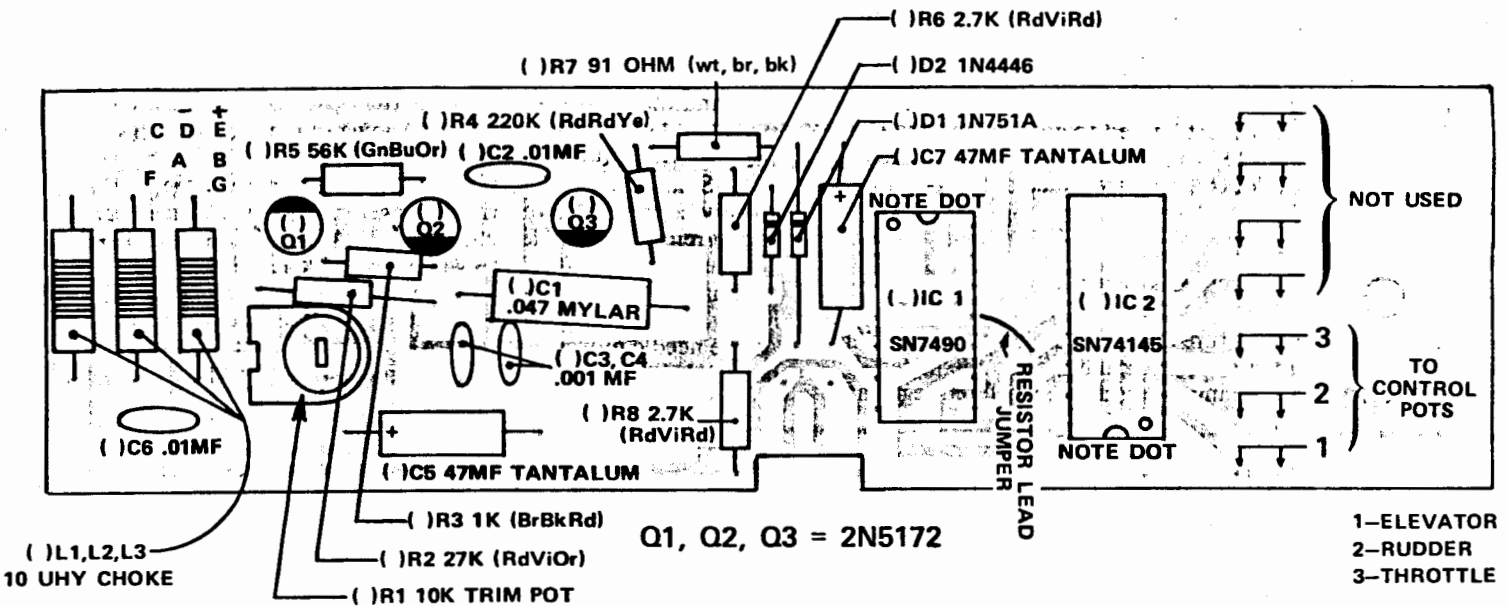 ( )R6 2.7K (RdViRd)
( )R7 91 OHM (wt, br, bk)
( )D2 1N4446
( )R4 220K (RdRdYe)
( )D1 1N751A
( )R5 56K (GnBuOr)
( )C2 .01MF
( )C7 47MF TANTALUM
C D E
− +
A B
F G
( ) Q1
( ) Q2
( ) Q3
+
NOTE DOT
NOT USED
( )C1
.047 MYLAR
( )IC 1
SN7490
( )IC 2
SN74145
NOTE DOT
( )C3, C4
.001 MF
RESISTOR LEAD
JUMPER
3
2
1
TO
CONTROL
POTS
( )R8 2.7K
(RdViRd)
( )C6 .01MF
+
( )C5 47MF TANTALUM
( )R3 1K (BrBkRd)
( )R2 27K (RdViOr)
( )R1 10K TRIM POT
( )L1,L2,L3
10 UHY CHOKE
Q1, Q2, Q3 = 2N5172
1–ELEVATOR
2–RUDDER
3–THROTTLE